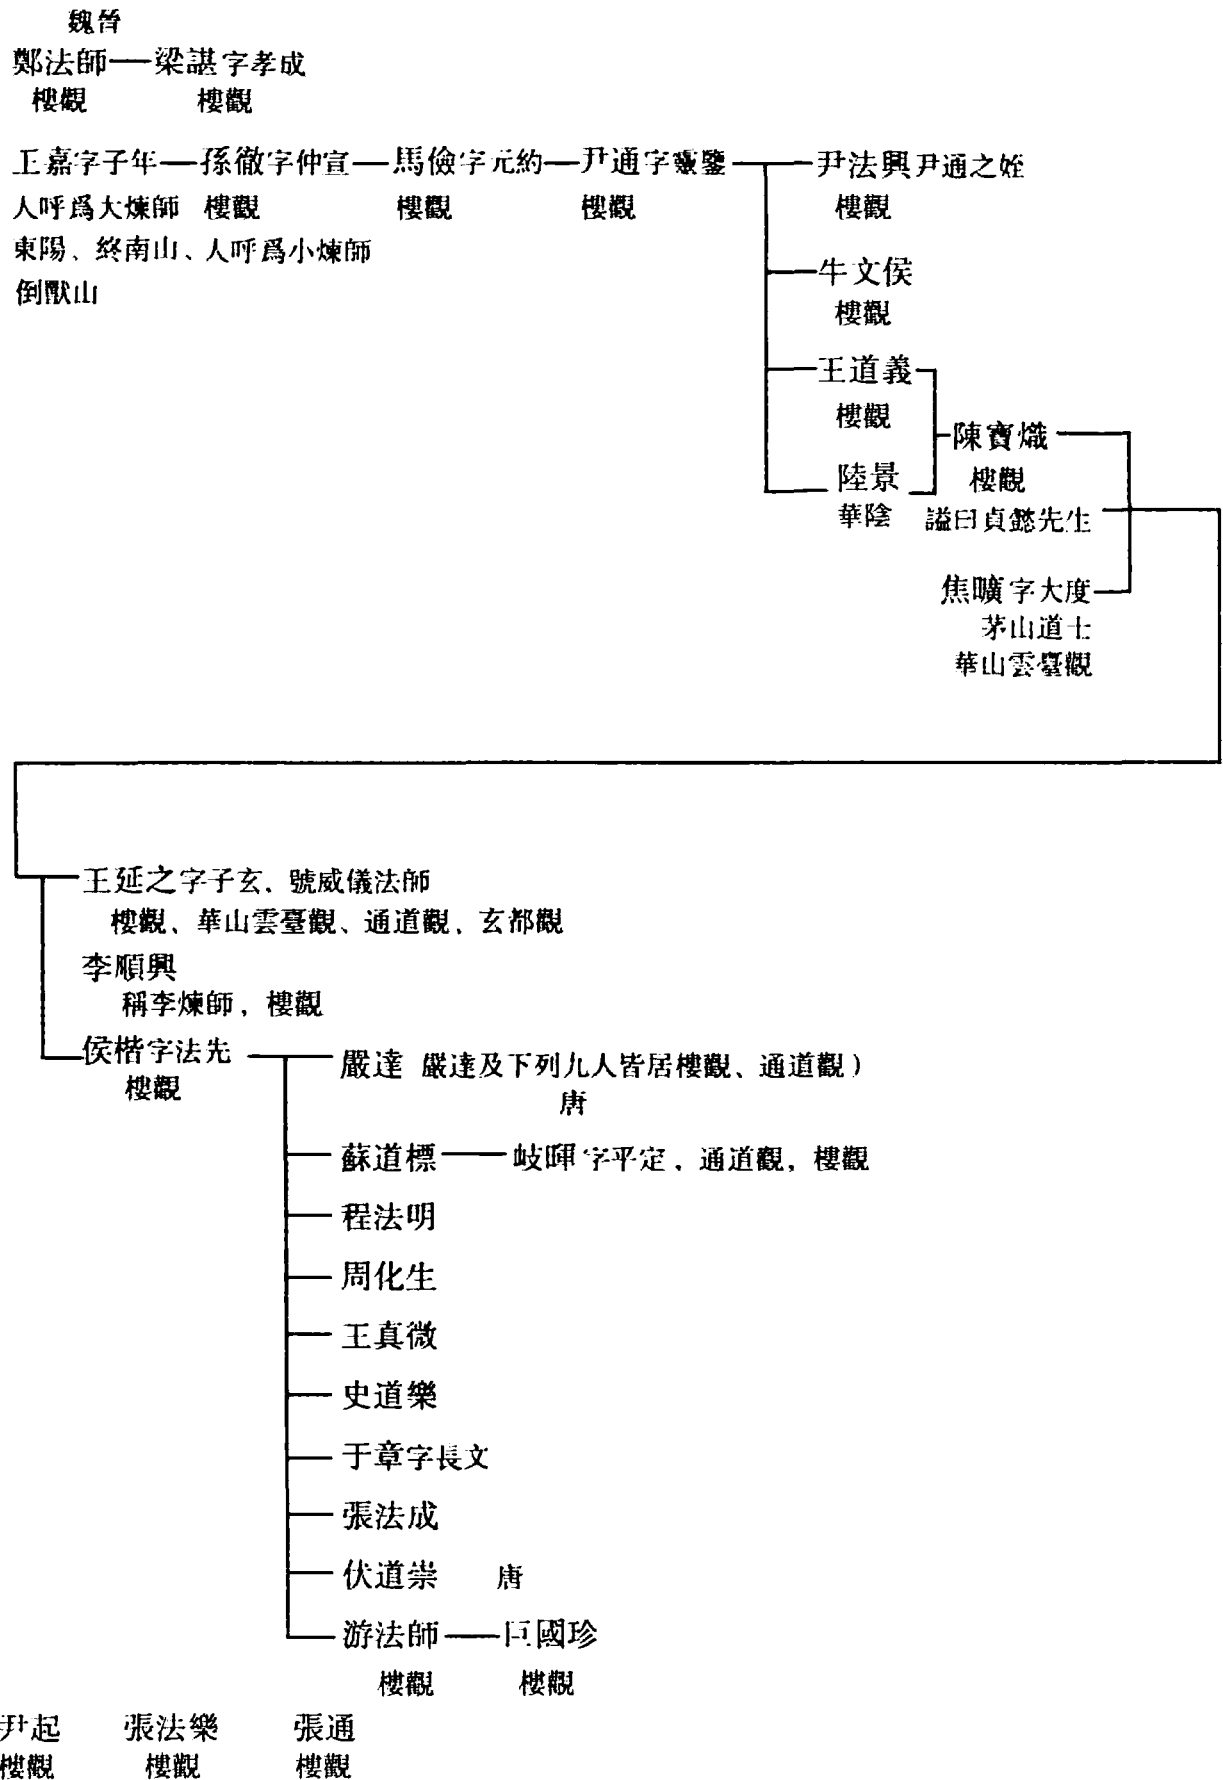 魏晉
鄭法師——梁諶字孝成
樓觀 樓觀
王嘉字子年——孫徹字仲宣——馬儉字元約——尹通字靈鑒——尹法興尹通之姪
人呼爲大煉師 樓觀 樓觀 樓觀 樓觀
東陽、終南山、人呼爲小煉師
倒獸山
牛文侯
樓觀
王道義
樓觀
陳寶熾
樓觀
陸景
華陰
謚曰貞懿先生
焦曠字大度
茅山道士
華山雲臺觀
王延之字子玄，號威儀法師
樓觀、華山雲臺觀、通道觀，玄都觀
李順興
稱李煉師，樓觀
侯楷字法先
樓觀
嚴達 嚴達及下列九人皆居樓觀、通道觀）
唐
蘇道標——岐暉字平定，通道觀，樓觀
程法明
周化生
王真微
史道樂
于章字長文
張法成
伏道崇 唐
游法師——巨國珍
樓觀 樓觀
尹起 張法樂 張通
樓觀 樓觀 樓觀